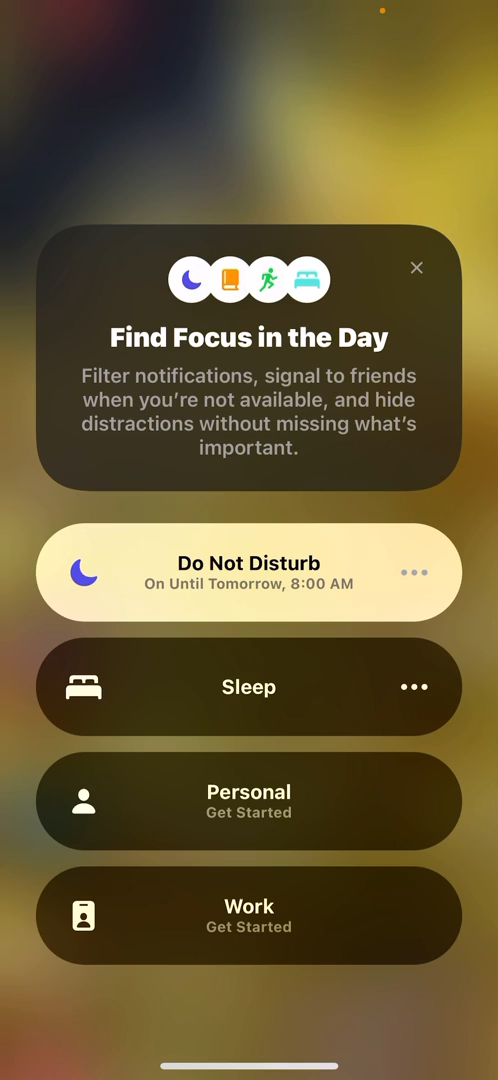 Find Focus in the Day
Filter notifications, signal to friends
when you’re not available, and hide
distractions without missing what’s
important.
Do Not Disturb
On Until Tomorrow, 8:00 AM
Sleep
Personal
Get Started
Work
Get Started